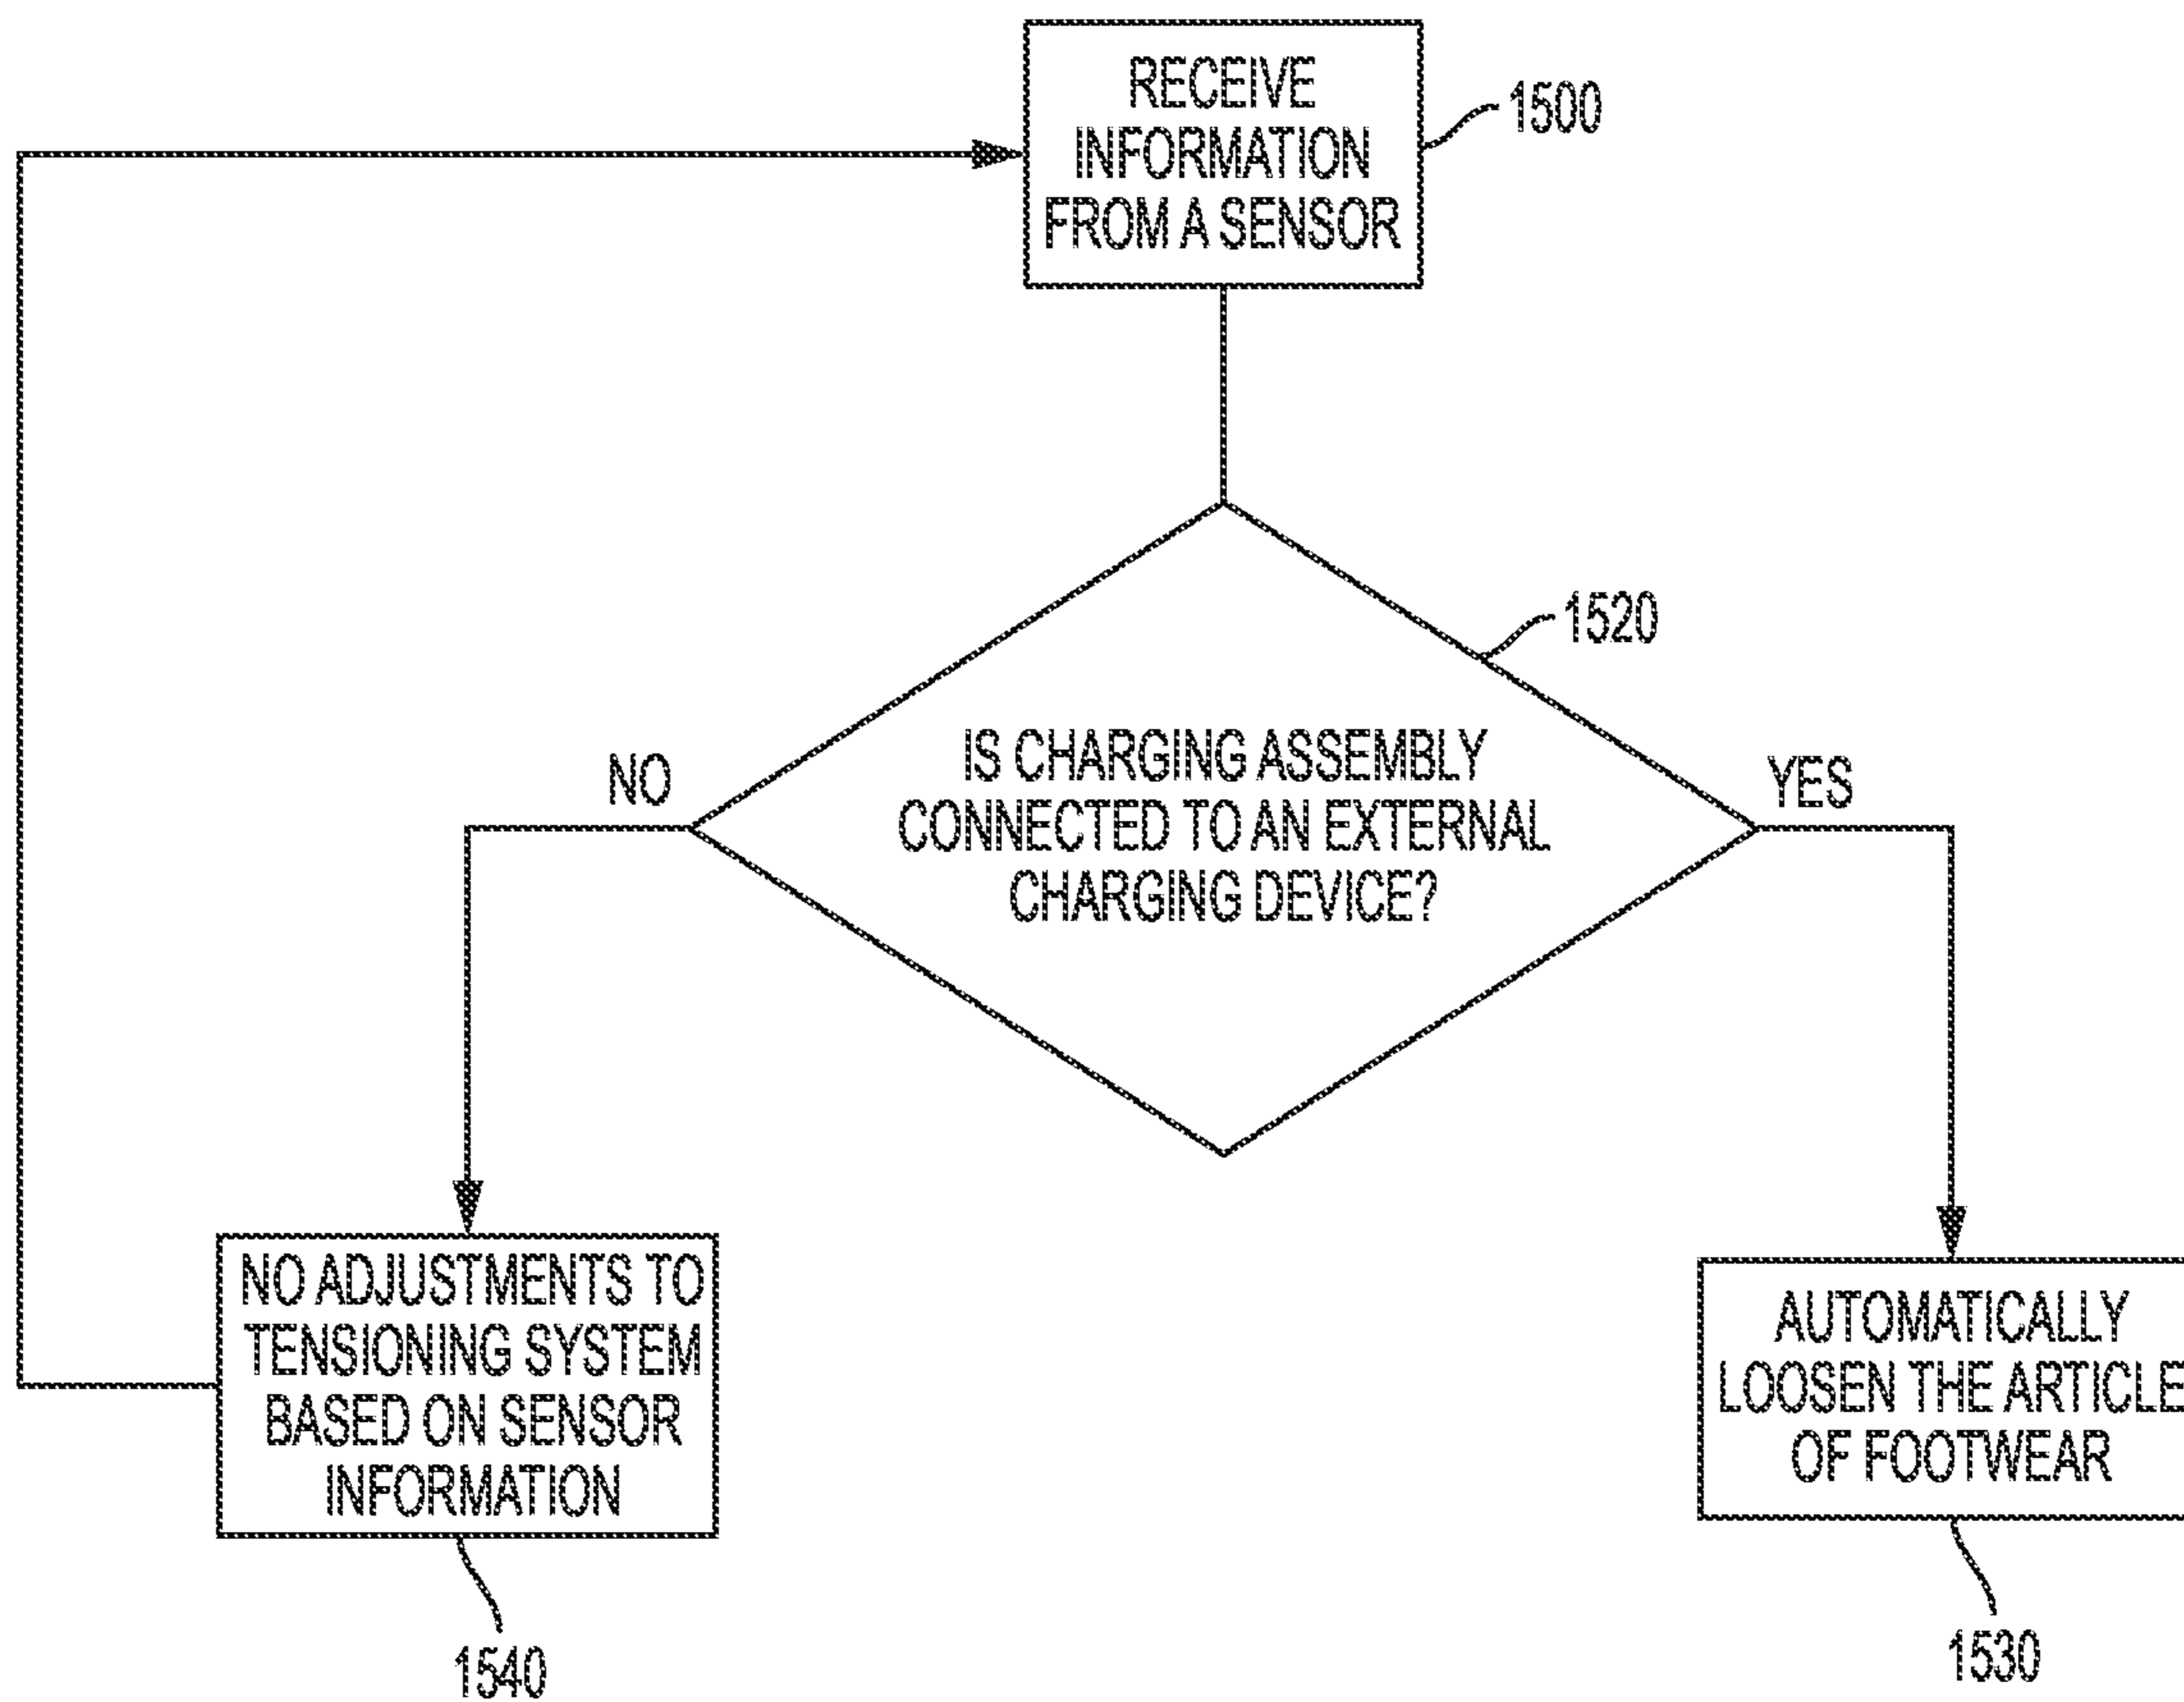 RECEIVE
INFORMATION
FROM A SENSOR
1500
1520
IS CHARGING ASSEMBLY
CONNECTED TO AN EXTERNAL
CHARGING DEVICE?
NO
YES
NO ADJUSTMENTS TO
TENSIONING SYSTEM
BASED ON SENSOR
INFORMATION
1540
AUTOMATICALLY
LOOSEN THE ARTICLE
OF FOOTWEAR
1530